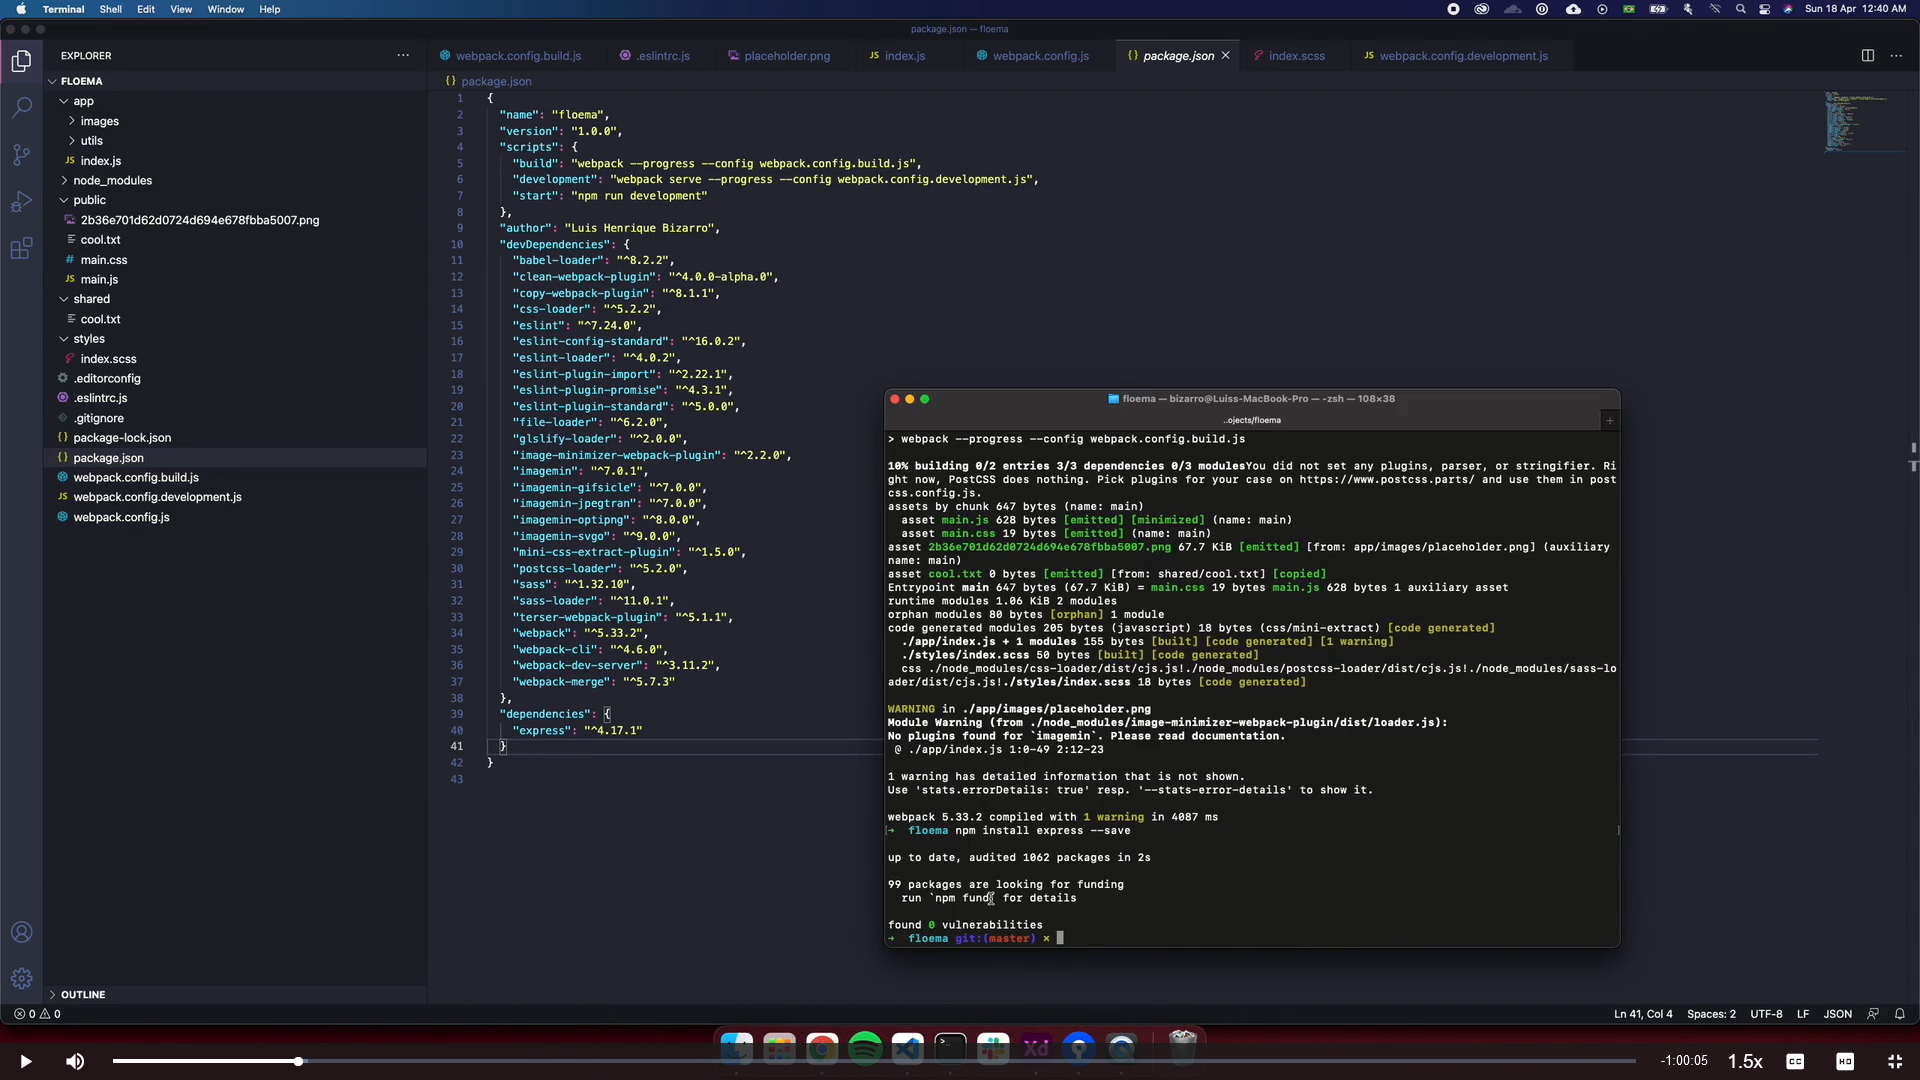 Terminal Shell Edit View Window Help Sun 18 Apr 12:40 AM
package.json — floema
EXPLORER
webpack.config.build.js .eslintrc.js placeholder.png JS index.js webpack.config.js {} package.json index.scss JS webpack.config.development.js
FLOEMA
app
images
utils
JS index.js
node_modules
public
2b36e701d62d0724d694e678fbba5007.png
cool.txt
# main.css
JS main.js
shared
cool.txt
styles
index.scss
.editorconfig
.eslintrc.js
.gitignore
{} package-lock.json
{} package.json
webpack.config.build.js
JS webpack.config.development.js
webpack.config.js
OUTLINE
{} package.json
1 {
2 "name": "floema",
3 "version": "1.0.0",
4 "scripts": {
5 "build": "webpack --progress --config webpack.config.build.js",
6 "development": "webpack serve --progress --config webpack.config.development.js",
7 "start": "npm run development"
8 },
9 "author": "Luis Henrique Bizarro",
10 "devDependencies": {
11 "babel-loader": "^8.2.2",
12 "clean-webpack-plugin": "^4.0.0-alpha.0",
13 "copy-webpack-plugin": "^8.1.1",
14 "css-loader": "^5.2.2",
15 "eslint": "^7.24.0",
16 "eslint-config-standard": "^16.0.2",
17 "eslint-loader": "^4.0.2",
18 "eslint-plugin-import": "^2.22.1",
19 "eslint-plugin-promise": "^4.3.1",
20 "eslint-plugin-standard": "^5.0.0",
21 "file-loader": "^6.2.0",
22 "glslify-loader": "^2.0.0",
23 "image-minimizer-webpack-plugin": "^2.2.0",
24 "imagemin": "^7.0.1",
25 "imagemin-gifsicle": "^7.0.0",
26 "imagemin-jpegtran": "^7.0.0",
27 "imagemin-optipng": "^8.0.0",
28 "imagemin-svgo": "^9.0.0",
29 "mini-css-extract-plugin": "^1.5.0",
30 "postcss-loader": "^5.2.0",
31 "sass": "^1.32.10",
32 "sass-loader": "^11.0.1",
33 "terser-webpack-plugin": "^5.1.1",
34 "webpack": "^5.33.2",
35 "webpack-cli": "^4.6.0",
36 "webpack-dev-server": "^3.11.2",
37 "webpack-merge": "^5.7.3"
38 },
39 "dependencies": {
40 "express": "^4.17.1"
41 }
42 }
43
floema — bizarro@Luiss-MacBook-Pro — -zsh — 108×38
..ojects/floema
> webpack --progress --config webpack.config.build.js
10% building 0/2 entries 3/3 dependencies 0/3 modulesYou did not set any plugins, parser, or stringifier. Ri
ght now, PostCSS does nothing. Pick plugins for your case on https://www.postcss.parts/ and use them in post
css.config.js.
assets by chunk 647 bytes (name: main)
asset main.js 628 bytes [emitted] [minimized] (name: main)
asset main.css 19 bytes [emitted] (name: main)
asset 2b36e701d62d0724d694e678fbba5007.png 67.7 KiB [emitted] [from: app/images/placeholder.png] (auxiliary
name: main)
asset cool.txt 0 bytes [emitted] [from: shared/cool.txt] [copied]
Entrypoint main 647 bytes (67.7 KiB) = main.css 19 bytes main.js 628 bytes 1 auxiliary asset
runtime modules 1.06 KiB 2 modules
orphan modules 80 bytes [orphan] 1 module
code generated modules 205 bytes (javascript) 18 bytes (css/mini-extract) [code generated]
./app/index.js + 1 modules 155 bytes [built] [code generated] [1 warning]
./styles/index.scss 50 bytes [built] [code generated]
css ./node_modules/css-loader/dist/cjs.js!./node_modules/postcss-loader/dist/cjs.js!./node_modules/sass-lo
ader/dist/cjs.js!./styles/index.scss 18 bytes [code generated]
WARNING in ./app/images/placeholder.png
Module Warning (from ./node_modules/image-minimizer-webpack-plugin/dist/loader.js):
No plugins found for `imagemin`. Please read documentation.
@ ./app/index.js 1:0-49 2:12-23
1 warning has detailed information that is not shown.
Use 'stats.errorDetails: true' resp. '--stats-error-details' to show it.
webpack 5.33.2 compiled with 1 warning in 4087 ms
[→ floema npm install express --save ]
up to date, audited 1062 packages in 2s
99 packages are looking for funding
run `npm fund` for details
found 0 vulnerabilities
→ floema git:(master) ×
0 0
Ln 41, Col 4 Spaces: 2 UTF-8 LF JSON
Xd
-1:00:05 1.5x CC HD